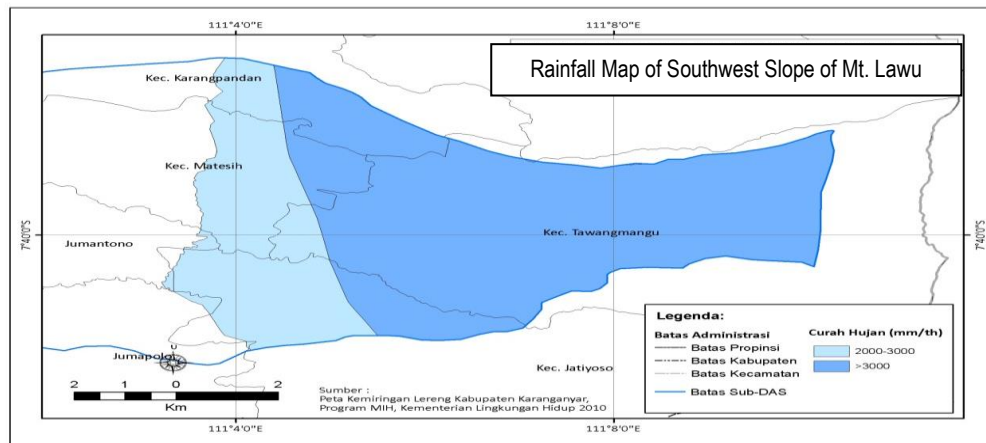 111°4'0"E
111°8'0"E
Rainfall Map of Southwest Slope of Mt. Lawu
Kec. Karangpandan
Kec. Matesih
Jumantono
Kec. Tawangmangu
7°40'0"S
7°40'0"S
Jumapolo
Kec. Jatiyoso
U
2 1 0 2
Km
Sumber :
Peta Kemiringan Lereng Kabupaten Karanganyar,
Program MIH, Kementerian Lingkungan Hidup 2010
Legenda:
Batas Administrasi
Batas Propinsi
Batas Kabupaten
Batas Kecamatan
Batas Sub-DAS
Curah Hujan (mm/th)
2000-3000
>3000
111°4'0"E
111°8'0"E